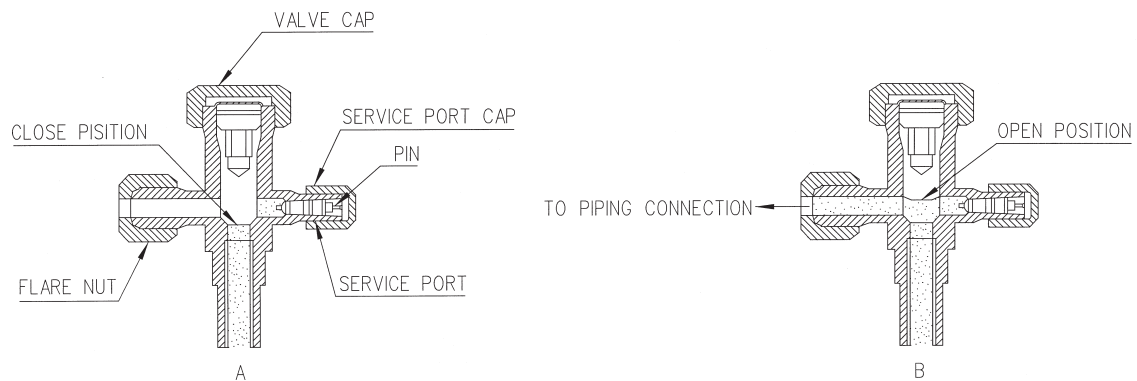 VALVE CAP
CLOSE PISITION
SERVICE PORT CAP
PIN
FLARE NUT
SERVICE PORT
A
OPEN POSITION
TO PIPING CONNECTION
B